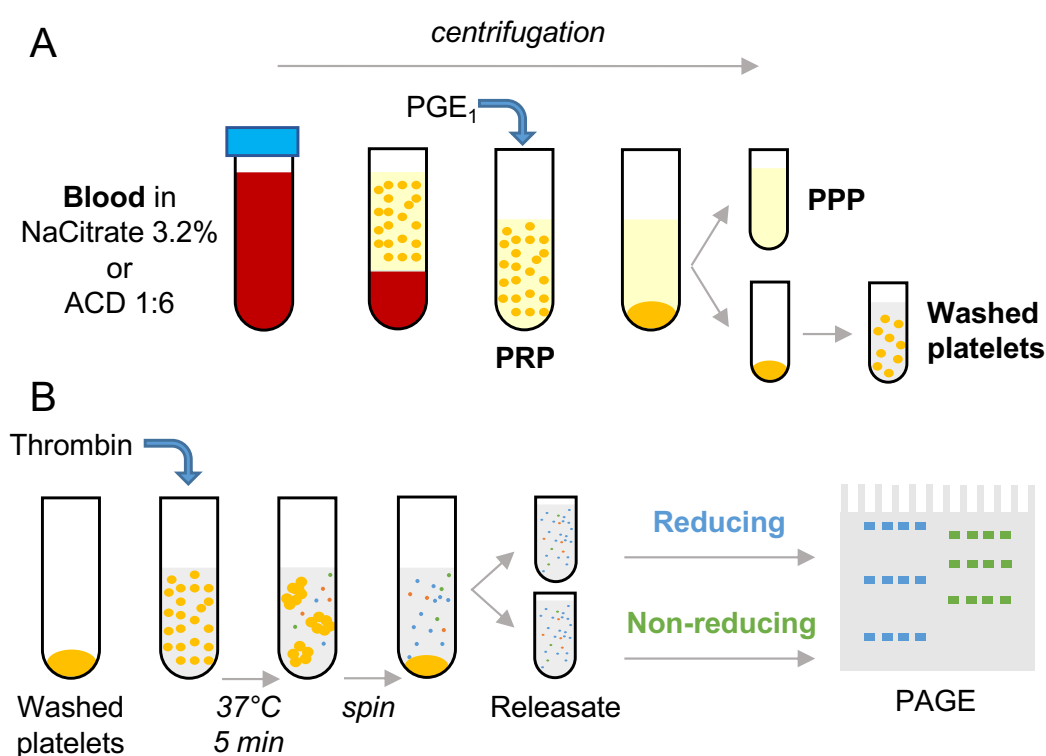 A
centrifugation
PGE₁
Blood in
NaCitrate 3.2%
or
ACD 1:6
PRP
PPP
Washed
platelets
B
Thrombin
Washed
platelets
37°C
5 min
spin
Releasate
Reducing
Non-reducing
PAGE